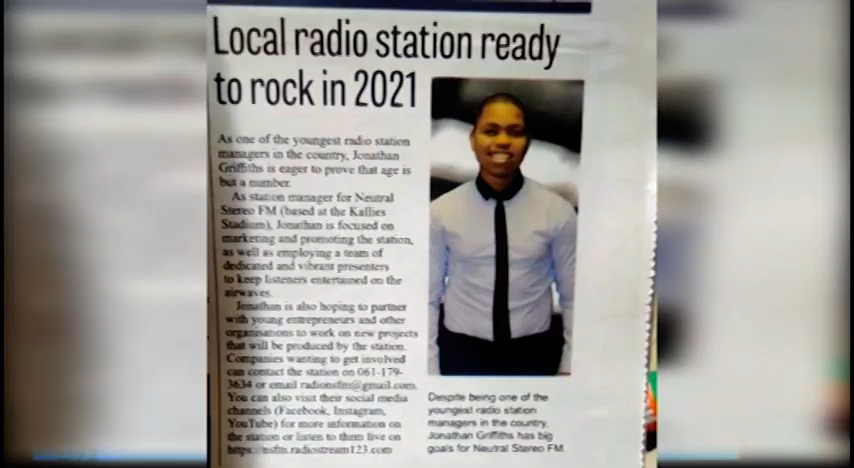 Local radio station ready
to rock in 2021
As one of the youngest radio station
managers in the country, Jonathan
Griffiths is eager to prove that age is
but a number.
As station manager for Neutral
Stereo FM (based at the Kallies
Stadium), Jonathan is focused on
marketing and promoting the station,
as well as employing a team of
dedicated and vibrant presenters
to keep listeners entertained on the
airwaves.
Jonathan is also hoping to partner
with young entrepreneurs and other
organisations to work on new projects
that will be produced by the station.
Companies wanting to get involved
can contact the station on 061-179-
3634 or email radionsfm@gmail.com.
You can also visit their social media
channels (Facebook, Instagram,
YouTube) for more information on
the station or listen to them live on
https://nsfm.radiostream123.com
Despite being one of the
youngest radio station
managers in the country,
Jonathan Griffiths has big
goals for Neutral Stereo FM.